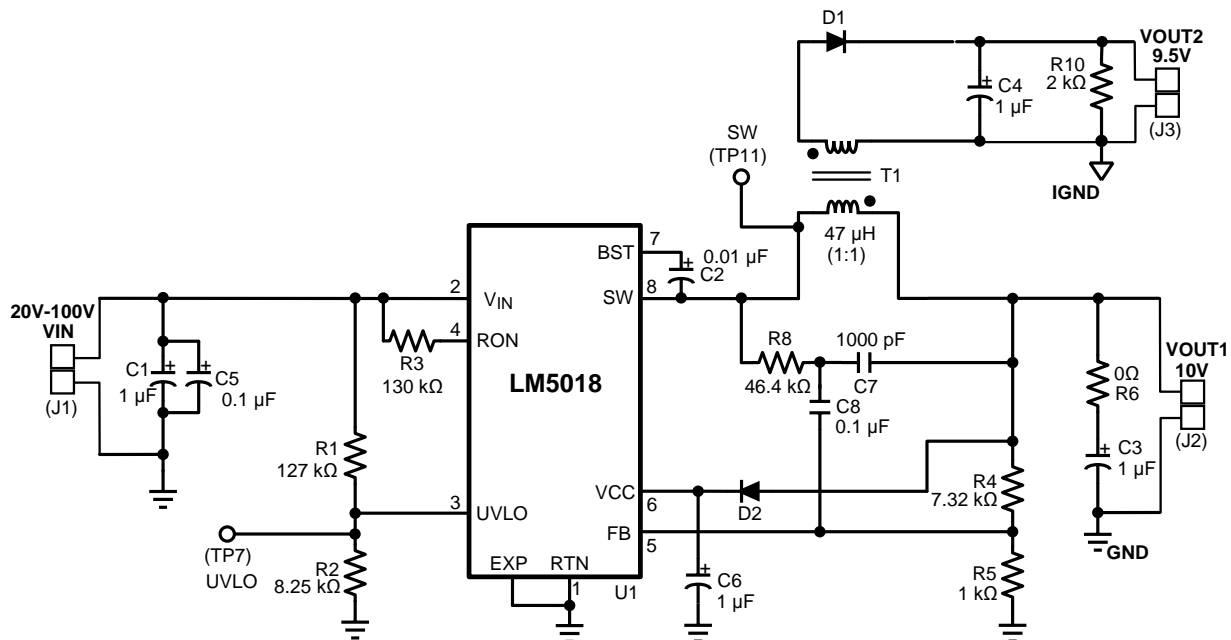 D1
VOUT2
9.5V
R10
2 kΩ
+
C4
1 µF
(J3)
IGND
SW
(TP11)
T1
47 µH
(1:1)
20V-100V
VIN
(J1)
+
C1
1 µF
+
C5
0.1 µF
R3
130 kΩ
R1
127 kΩ
(TP7)
UVLO
R2
8.25 kΩ
2
VIN
4
RON
3
UVLO
LM5018
BST
7
SW
8
VCC
6
FB
5
EXP
RTN
1
U1
0.01 µF
+
C2
R8
46.4 kΩ
1000 pF
C7
C8
0.1 µF
D2
+
C6
1 µF
R4
7.32 kΩ
R5
1 kΩ
0Ω
R6
+
C3
1 µF
GND
VOUT1
10V
(J2)